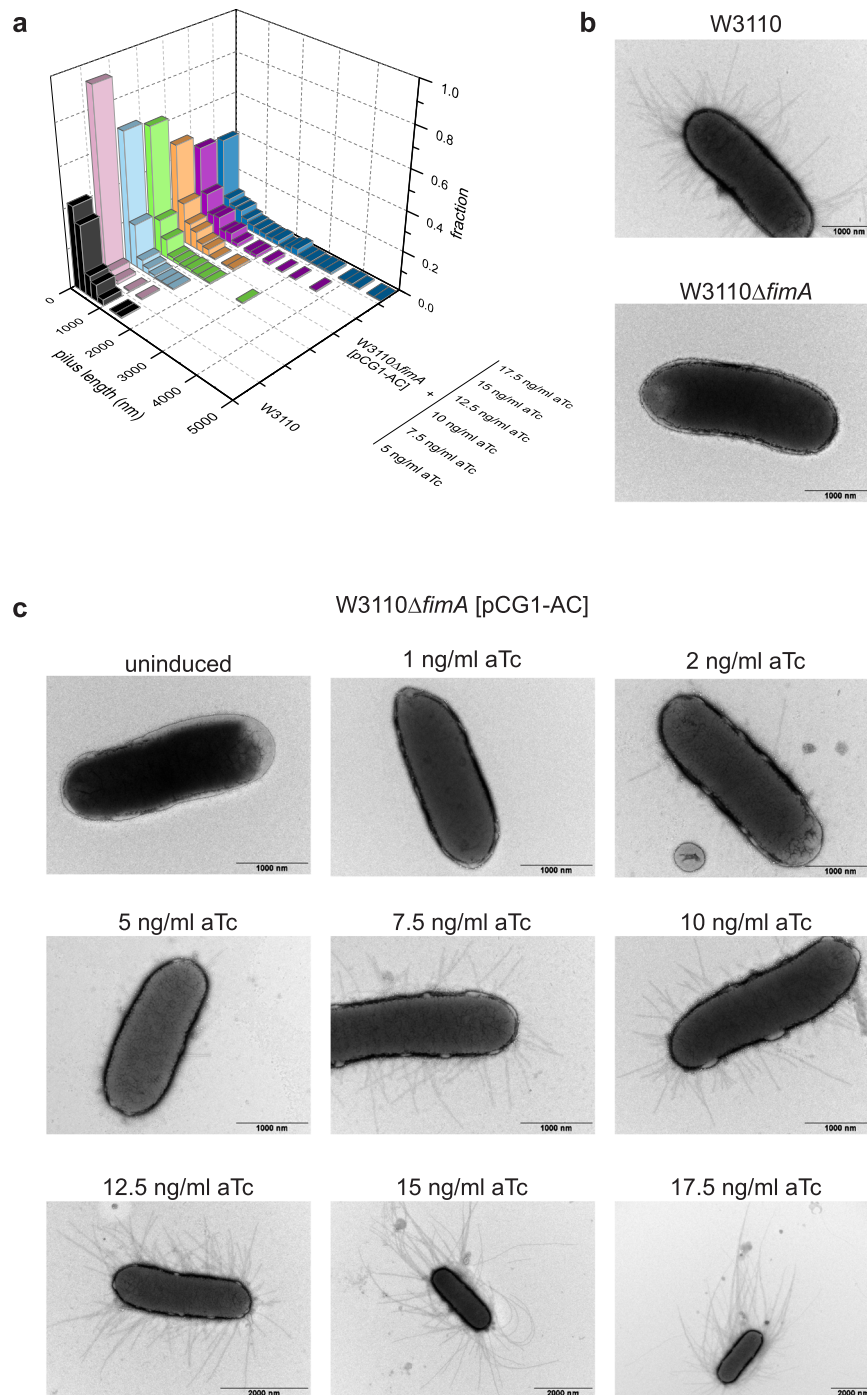 a
1.0
0.8
0.6
0.4
0.2
0.0
fraction
0
1000
2000
3000
4000
5000
pilus length (nm)
W3110
W3110ΔfimA
[pCG1-AC]
+
17.5 ng/ml aTc
15 ng/ml aTc
12.5 ng/ml aTc
10 ng/ml aTc
7.5 ng/ml aTc
5 ng/ml aTc
b
W3110
1000 nm
W3110ΔfimA
1000 nm
c
W3110ΔfimA [pCG1-AC]
uninduced
1 ng/ml aTc
2 ng/ml aTc
1000 nm
1000 nm
1000 nm
5 ng/ml aTc
7.5 ng/ml aTc
10 ng/ml aTc
1000 nm
1000 nm
1000 nm
12.5 ng/ml aTc
15 ng/ml aTc
17.5 ng/ml aTc
2000 nm
2000 nm
2000 nm